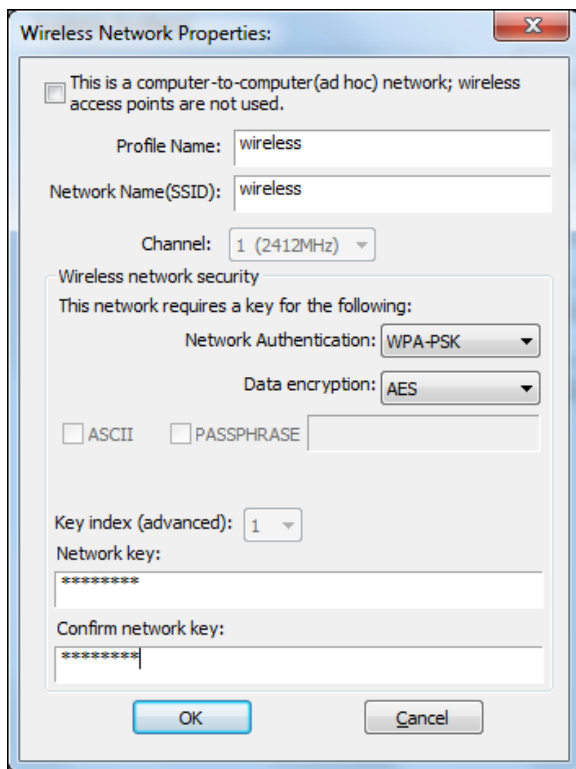 Wireless Network Properties:
This is a computer-to-computer(ad hoc) network; wireless
access points are not used.
Profile Name: wireless
Network Name(SSID): wireless
Channel: 1 (2412MHz)
Wireless network security
This network requires a key for the following:
Network Authentication: WPA-PSK
Data encryption: AES
ASCII PASSPHRASE
Key index (advanced): 1
Network key:
********
Confirm network key:
********
OK Cancel